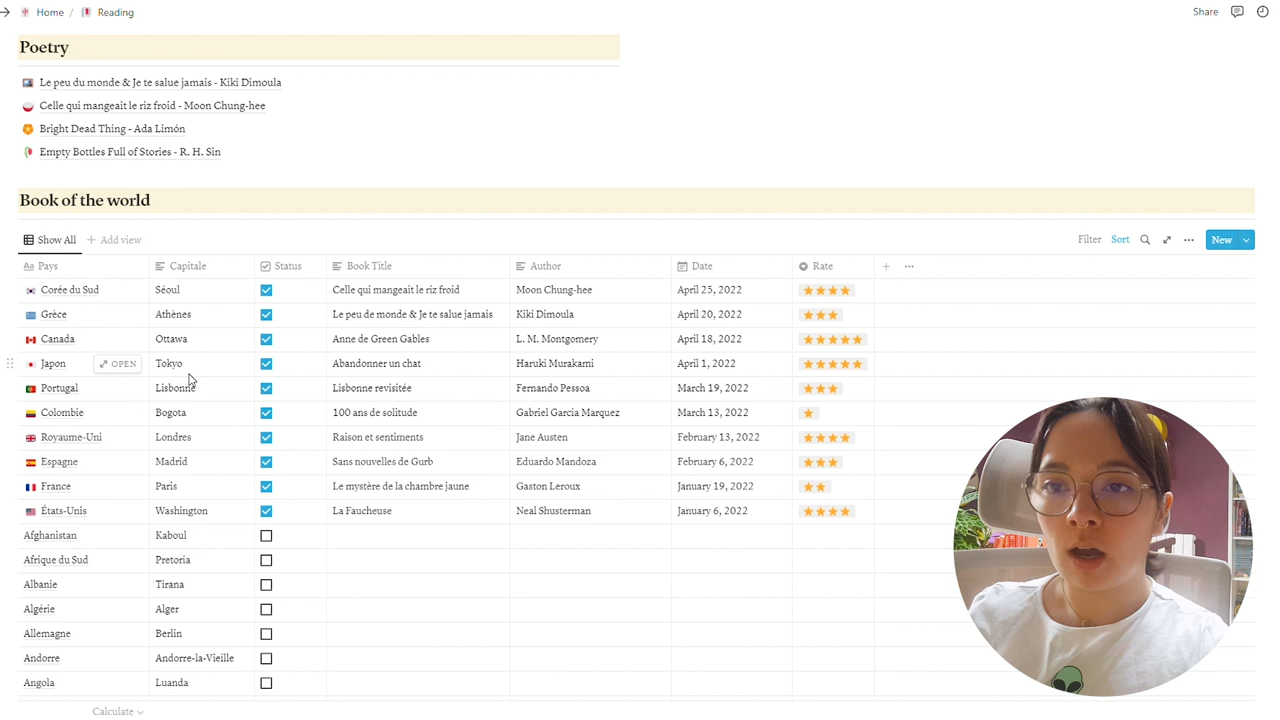 Home / Reading
Share
Poetry
Le peu du monde & Je te salue jamais - Kiki Dimoula
Celle qui mangeait le riz froid - Moon Chung-hee
Bright Dead Thing - Ada Limón
Empty Bottles Full of Stories - R. H. Sin
Book of the world
Show All + Add view Filter Sort New
Aa Pays Capitale Status Book Title Author Date Rate
Corée du Sud Séoul Celle qui mangeait le riz froid Moon Chung-hee April 25, 2022
Grèce Athènes Le peu de monde & Je te salue jamais Kiki Dimoula April 20, 2022
Canada Ottawa Anne de Green Gables L. M. Montgomery April 18, 2022
Japon OPEN Tokyo Abandonner un chat Haruki Murakami April 1, 2022
Portugal Lisbonne Lisbonne revisitée Fernando Pessoa March 19, 2022
Colombie Bogota 100 ans de solitude Gabriel Garcia Marquez March 13, 2022
Royaume-Uni Londres Raison et sentiments Jane Austen February 13, 2022
Espagne Madrid Sans nouvelles de Gurb Eduardo Mandoza February 6, 2022
France Paris Le mystère de la chambre jaune Gaston Leroux January 19, 2022
États-Unis Washington La Faucheuse Neal Shusterman January 6, 2022
Afghanistan Kaboul
Afrique du Sud Pretoria
Albanie Tirana
Algérie Alger
Allemagne Berlin
Andorre Andorre-la-Vieille
Angola Luanda
Calculate